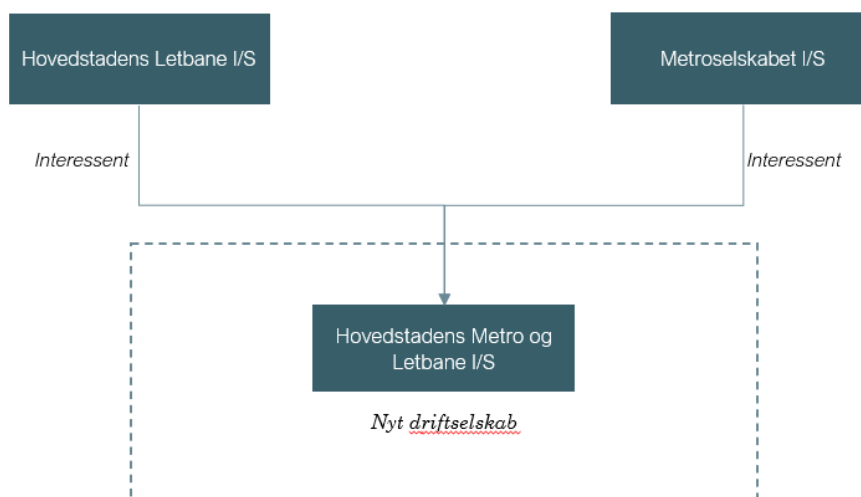 Hovedstadens Letbane I/S
Metroselskabet I/S
Interessent
Interessent
Hovedstadens Metro og
Letbane I/S
Nyt driftselskab